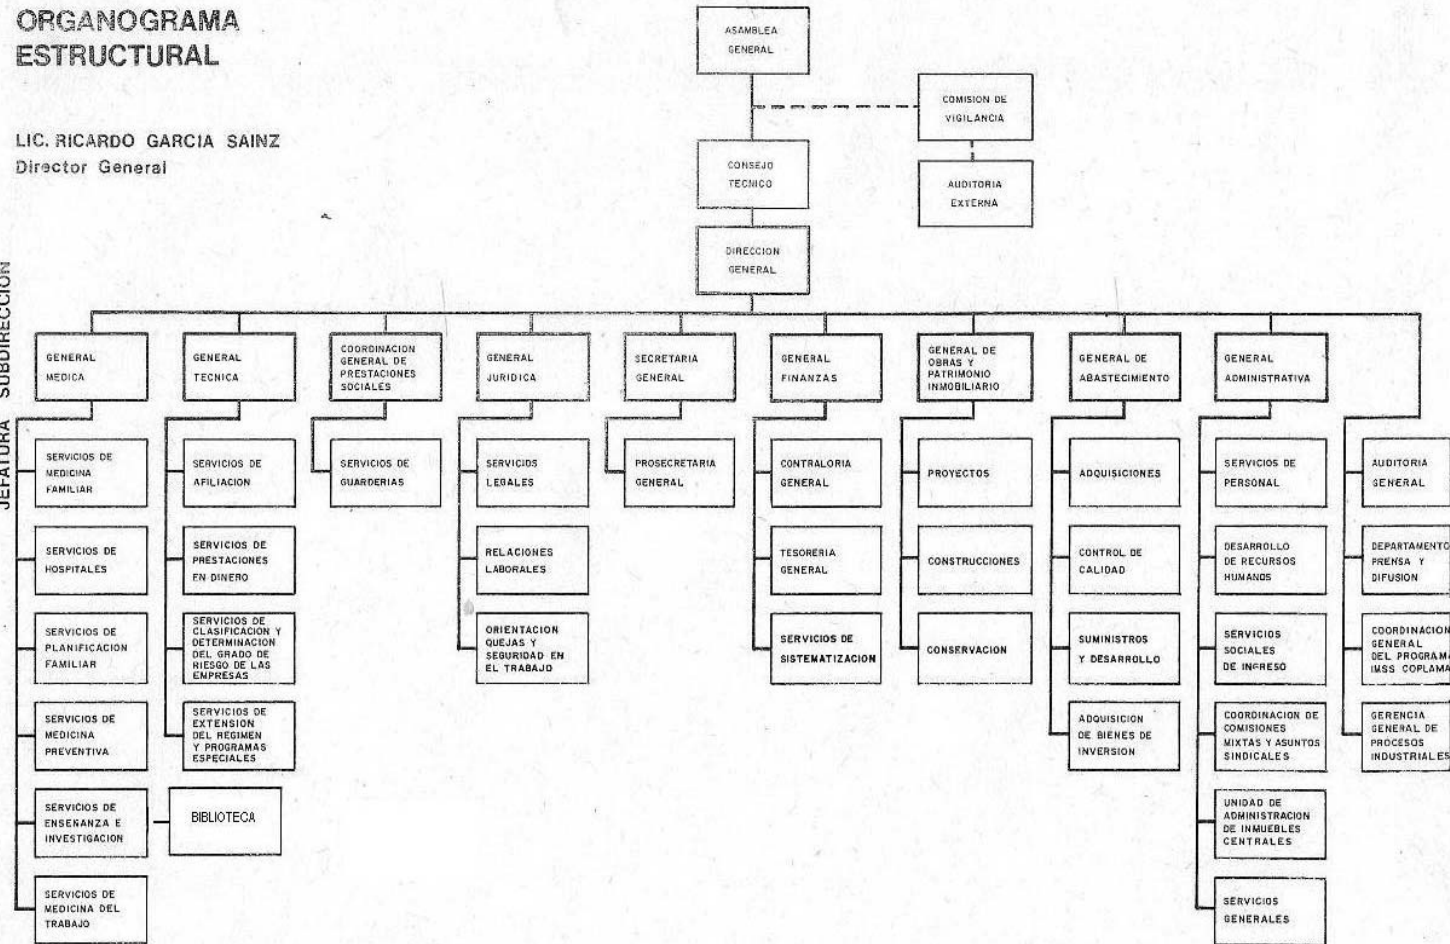 ORGANOGRAMA
ESTRUCTURAL
LIC. RICARDO GARCIA SAINZ
Director General
ASAMBLEA
GENERAL
COMISION DE
VIGILANCIA
CONSEJO
TECNICO
AUDITORIA
EXTERNA
DIRECCION
GENERAL
SUBDIRECCION
GENERAL
MEDICA
GENERAL
TECNICA
COORDINACION
GENERAL DE
PRESTACIONES
SOCIALES
GENERAL
JURIDICA
SECRETARIA
GENERAL
GENERAL
FINANZAS
GENERAL DE
OBRAS Y
PATRIMONIO
INMOBILIARIO
GENERAL DE
ABASTECIMIENTO
GENERAL
ADMINISTRATIVA
JEFATURA
SERVICIOS DE
MEDICINA
FAMILIAR
SERVICIOS DE
HOSPITALES
SERVICIOS DE
PLANIFICACION
FAMILIAR
SERVICIOS DE
MEDICINA
PREVENTIVA
SERVICIOS DE
ENSEÑANZA E
INVESTIGACION
BIBLIOTECA
SERVICIOS DE
MEDICINA DEL
TRABAJO
SERVICIOS DE
AFILIACION
SERVICIOS DE
PRESTACIONES
EN DINERO
SERVICIOS DE
CLASIFICACION Y
DETERMINACION
DEL GRADO DE
RIESGO DE LAS
EMPRESAS
SERVICIOS DE
EXTENSION
DEL REGIMEN
Y PROGRAMAS
ESPECIALES
SERVICIOS DE
GUARDERIAS
SERVICIOS
LEGALES
RELACIONES
LABORALES
ORIENTACION
QUEJAS Y
SEGURIDAD EN
EL TRABAJO
PROSECRETARIA
GENERAL
CONTRALORIA
GENERAL
TESORERIA
GENERAL
SERVICIOS DE
SISTEMATIZACION
PROYECTOS
CONSTRUCCIONES
CONSERVACION
ADQUISICIONES
CONTROL DE
CALIDAD
SUMINISTROS
Y DESARROLLO
ADQUISICION
DE BIENES DE
INVERSION
SERVICIOS DE
PERSONAL
DESARROLLO
DE RECURSOS
HUMANOS
SERVICIOS
SOCIALES
DE INGRESO
COORDINACION DE
COMISIONES
MIXTAS Y ASUNTOS
SINDICALES
UNIDAD DE
ADMINISTRACION
DE INMUEBLES
CENTRALES
SERVICIOS
GENERALES
AUDITORIA
GENERAL
DEPARTAMENTO
PRENSA Y
DIFUSION
COORDINACION
GENERAL
DEL PROGRAMA
IMSS COPLAMA
GERENCIA
GENERAL DE
PROCESOS
INDUSTRIALES